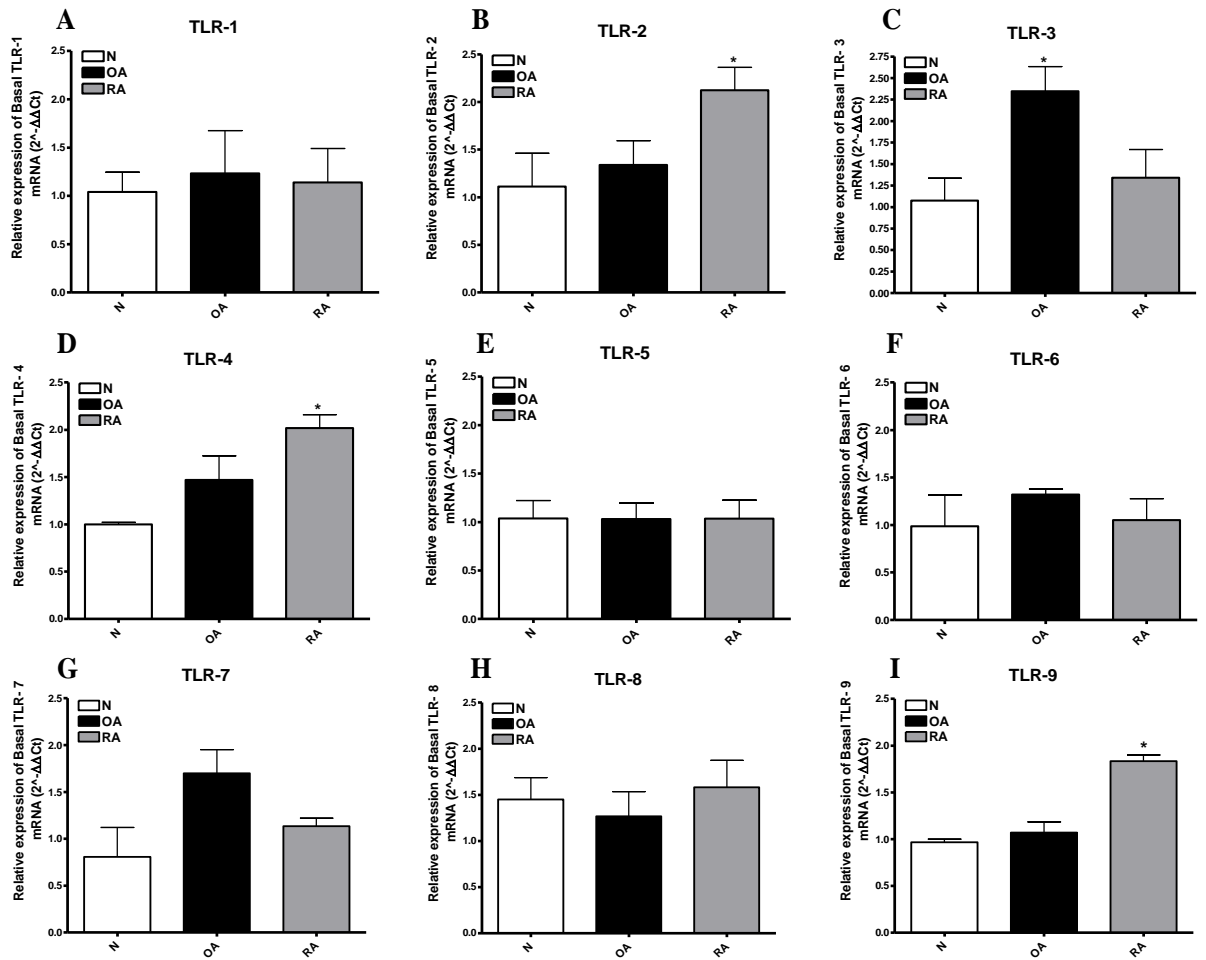 A
TLR-1
Relative expression of Basal TLR-1
mRNA (2^-ΔΔCt)
2.5
2.0
1.5
1.0
0.5
0.0
N
OA
RA
N
OA
RA
B
TLR-2
Relative expression of Basal TLR- 2
mRNA (2^-ΔΔCt)
2.5
2.0
1.5
1.0
0.5
0.0
N
OA
RA
*
N
OA
RA
C
TLR-3
Relative expression of Basal TLR- 3
mRNA (2^-ΔΔCt)
2.75
2.50
2.25
2.00
1.75
1.50
1.25
1.00
0.75
0.50
0.25
0.00
N
OA
RA
*
N
OA
RA
D
TLR-4
Relative expression of Basal TLR- 4
mRNA (2^-ΔΔCt)
2.5
2.0
1.5
1.0
0.5
0.0
N
OA
RA
*
N
OA
RA
E
TLR-5
Relative expression of Basal TLR- 5
mRNA (2^-ΔΔCt)
2.5
2.0
1.5
1.0
0.5
0.0
N
OA
RA
N
OA
RA
F
TLR-6
Relative expression of Basal TLR- 6
mRNA (2^-ΔΔCt)
2.5
2.0
1.5
1.0
0.5
0.0
N
OA
RA
N
OA
RA
G
TLR-7
Relative expression of Basal TLR- 7
mRNA (2^-ΔΔCt)
2.5
2.0
1.5
1.0
0.5
0.0
N
OA
RA
N
OA
RA
H
TLR-8
Relative expression of Basal TLR- 8
mRNA (2^-ΔΔCt)
2.5
2.0
1.5
1.0
0.5
0.0
N
OA
RA
N
OA
RA
I
TLR-9
Relative expression of Basal TLR- 9
mRNA (2^-ΔΔCt)
2.5
2.0
1.5
1.0
0.5
0.0
N
OA
RA
*
N
OA
RA